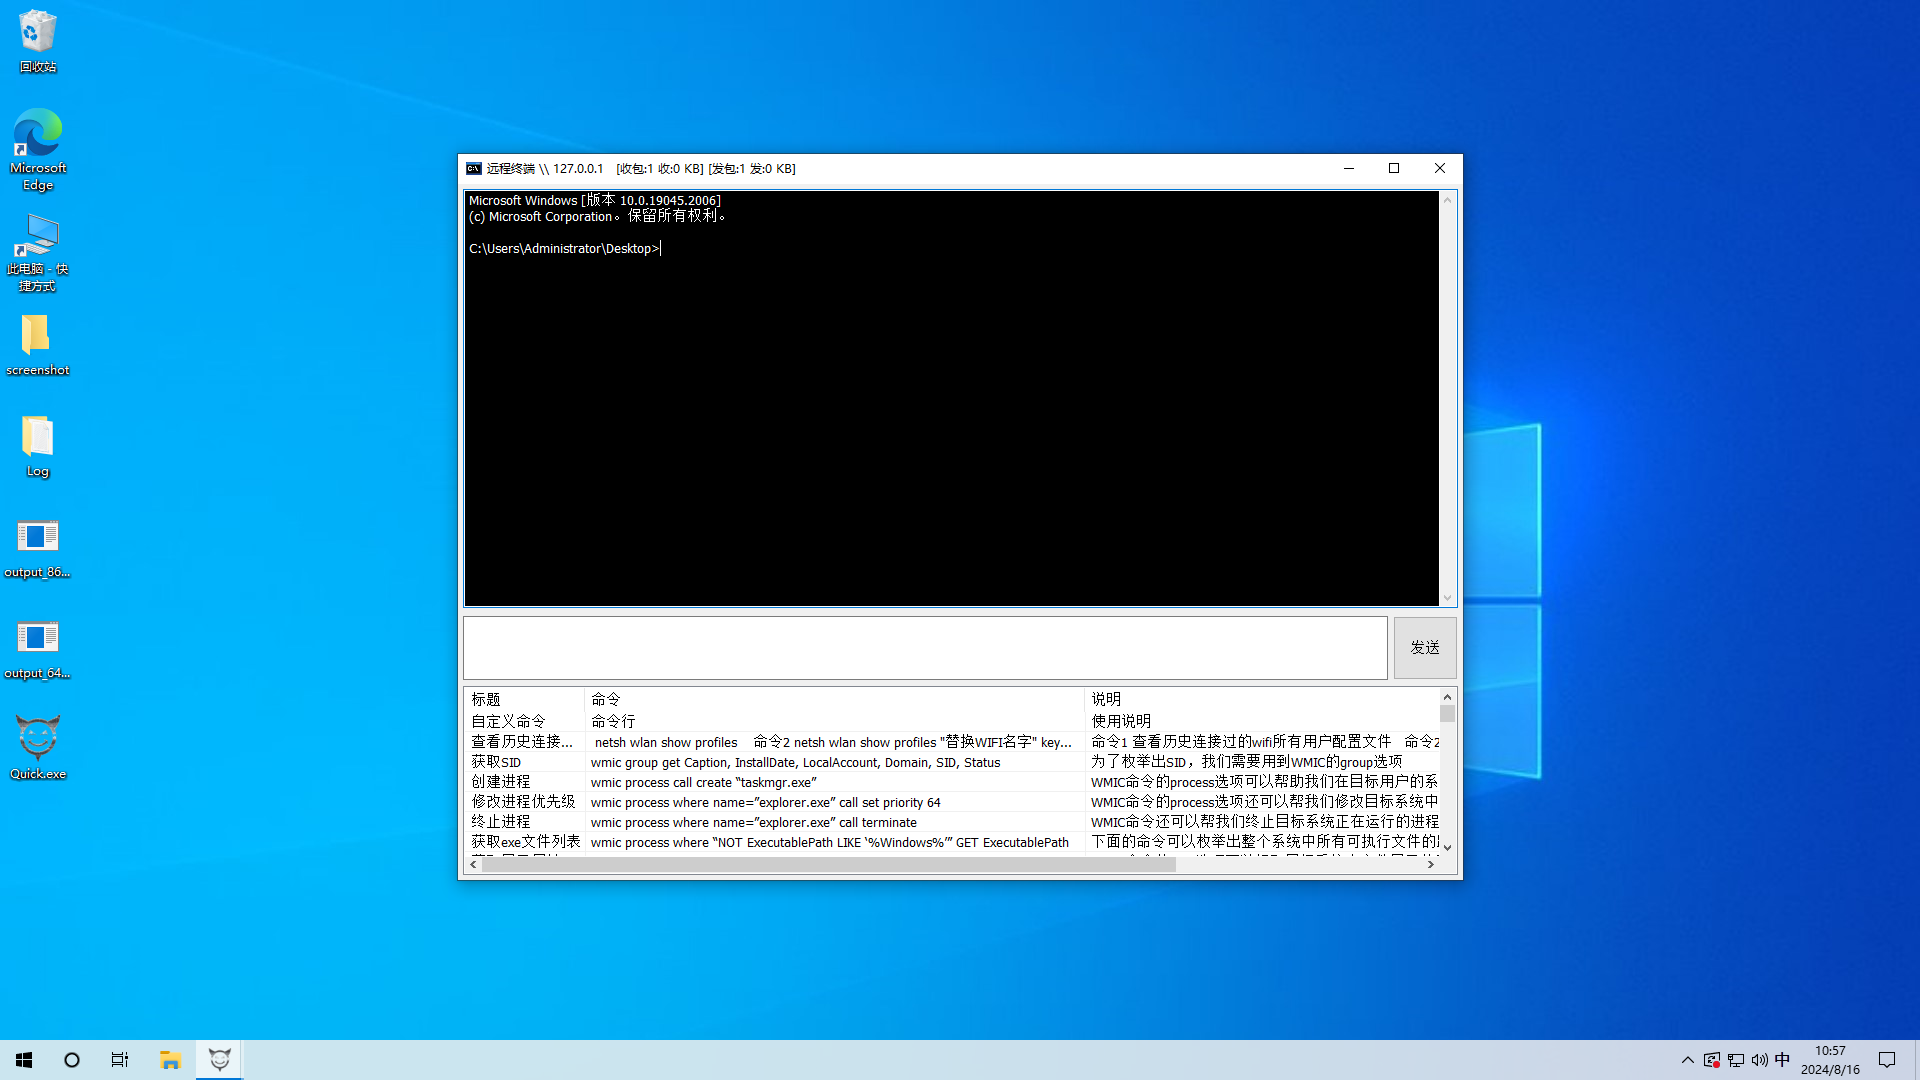 回收站
Microsoft
Edge
此电脑 - 快
捷方式
screenshot
Log
output_86...
output_64...
Quick.exe
远程终端 \\ 127.0.0.1 [收包:1 收:0 KB] [发包:1 发:0 KB]
Microsoft Windows [版本 10.0.19045.2006]
(c) Microsoft Corporation。保留所有权利。
C:\Users\Administrator\Desktop>
发送
标题 命令 说明
自定义命令 命令行 使用说明
查看历史连接... netsh wlan show profiles 命令2 netsh wlan show profiles "替换WIFI名字" key... 命令1 查看历史连接过的wifi所有用户配置文件 命令2
获取SID wmic group get Caption, InstallDate, LocalAccount, Domain, SID, Status 为了枚举出SID，我们需要用到WMIC的group选项
创建进程 wmic process call create “taskmgr.exe” WMIC命令的process选项可以帮助我们在目标用户的系
修改进程优先级 wmic process where name=”explorer.exe” call set priority 64 WMIC命令的process选项还可以帮我们修改目标系统中
终止进程 wmic process where name=”explorer.exe” call terminate WMIC命令还可以帮我们终止目标系统正在运行的进程
获取exe文件列表 wmic process where “NOT ExecutablePath LIKE ‘%Windows%’” GET ExecutablePath 下面的命令可以枚举出整个系统中所有可执行文件的
中
10:57
2024/8/16